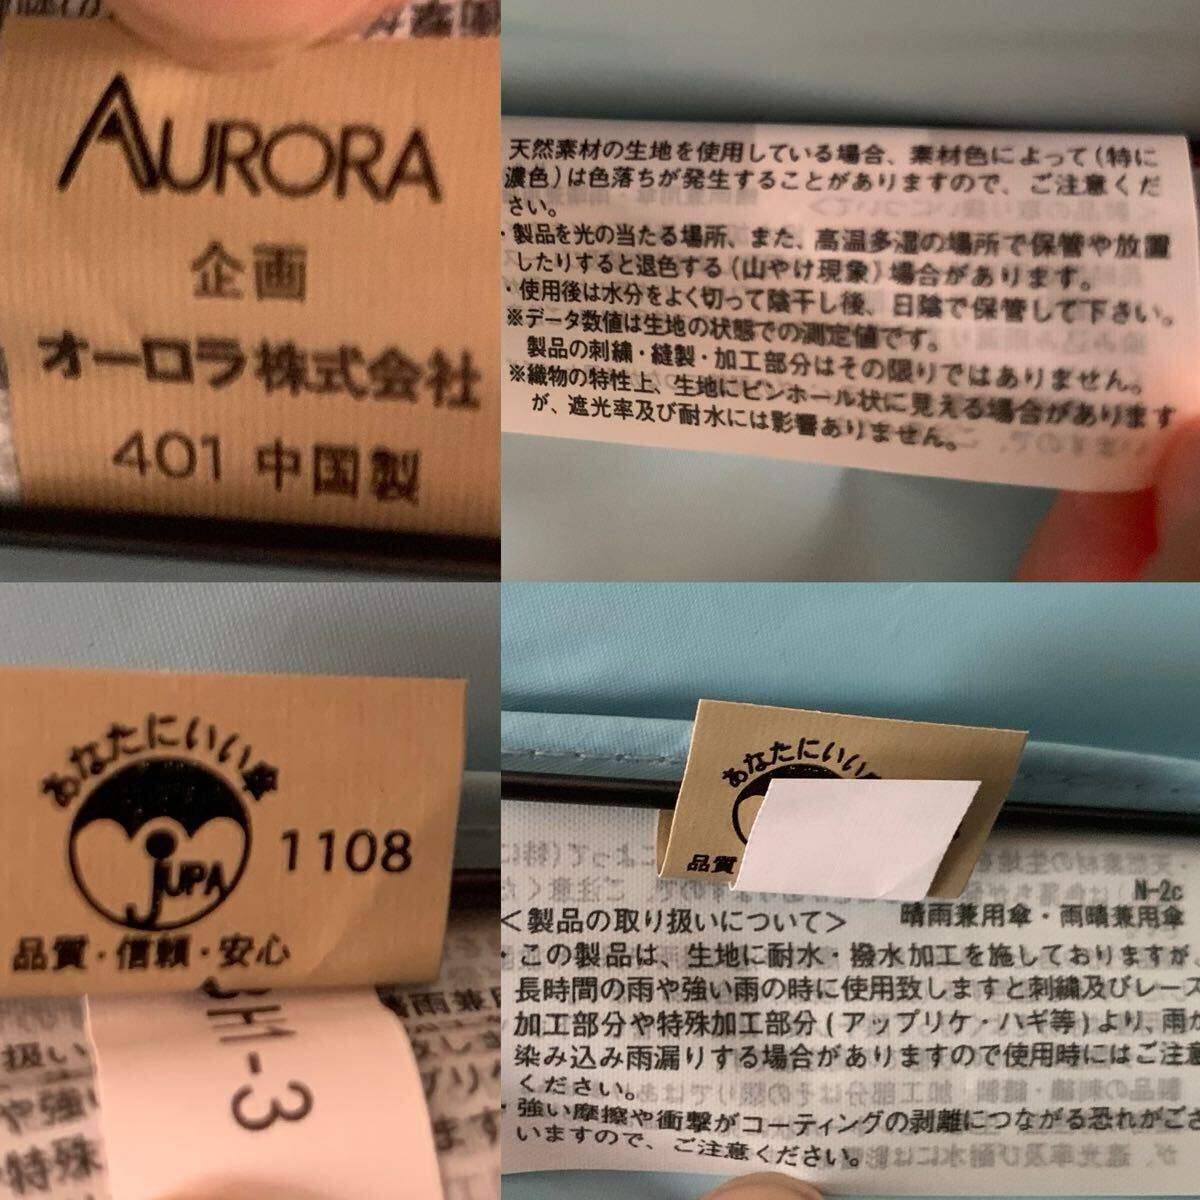 AURORA
企画
オーロラ株式会社
401 中国製
天然素材の生地を使用している場合、素材色によって(特に
濃色)は色落ちが発生することがありますので、ご注意くだ
さい。
・製品を光の当たる場所、また、高温多湿の場所で保管や放置
したりすると退色する(山やけ現象)場合があります。
・使用後は水分をよく切って陰干し後、日陰で保管して下さい。
※データ数値は生地の状態での測定値です。
製品の刺繍・縫製・加工部分はその限りではありません。
※織物の特性上、生地にピンホール状に見える場合があります
が、遮光率及び耐水には影響ありません。
あなたにいい傘
JUPA
1108
品質・信頼・安心
JH1-3
あなたにいい
品質
N-2c
<製品の取り扱いについて> 晴雨兼用傘・雨晴兼用傘
・この製品は、生地に耐水・撥水加工を施しておりますが、
長時間の雨や強い雨の時に使用致しますと刺繍及びレース
加工部分や特殊加工部分(アップリケ・ハギ等)より、雨が
染み込み雨漏りする場合がありますので使用時にはご注意
ください。
・強い摩擦や衝撃がコーティングの剥離につながる恐れがござ
いますので、ご注意ください。